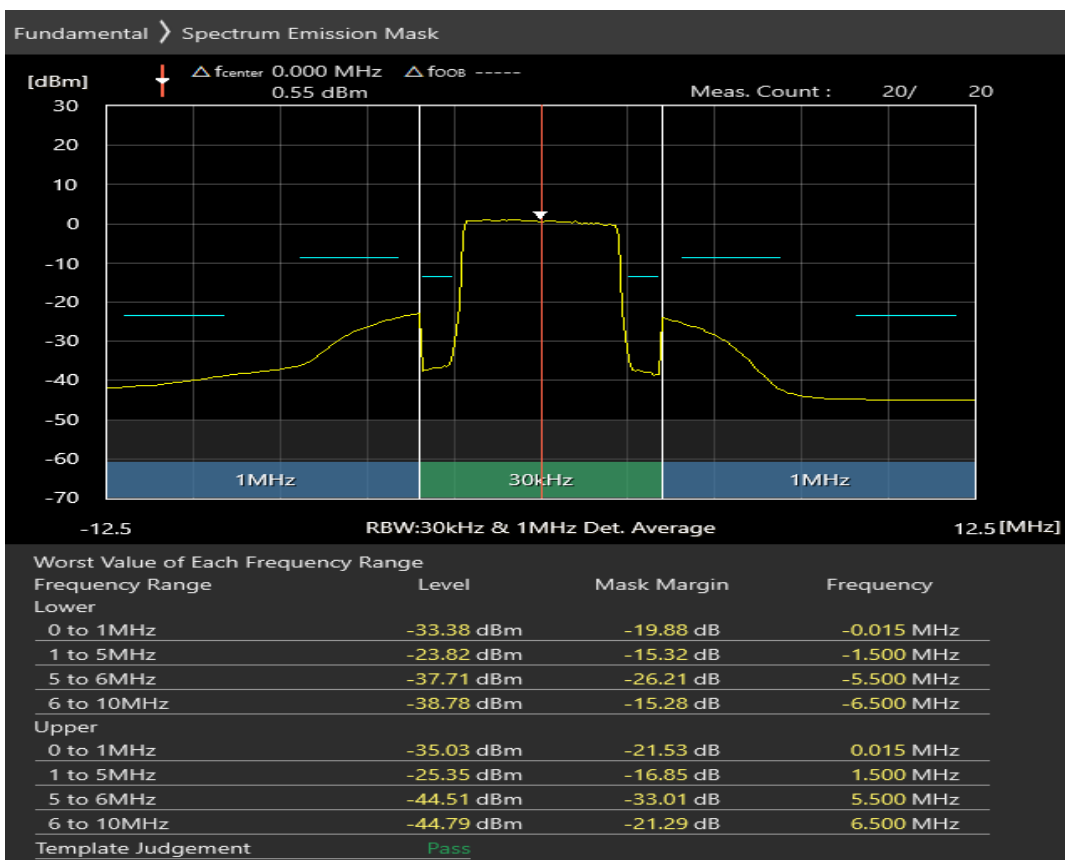 Fundamental ❯ Spectrum Emission Mask
[dBm] △ fcenter 0.000 MHz △ fOOB -----
0.55 dBm Meas. Count : 20/ 20
30
20
10
0
-10
-20
-30
-40
-50
-60
1MHz 30kHz 1MHz
-70
-12.5 RBW:30kHz & 1MHz Det. Average 12.5 [MHz]
Worst Value of Each Frequency Range
Frequency Range Level Mask Margin Frequency
Lower
0 to 1MHz -33.38 dBm -19.88 dB -0.015 MHz
1 to 5MHz -23.82 dBm -15.32 dB -1.500 MHz
5 to 6MHz -37.71 dBm -26.21 dB -5.500 MHz
6 to 10MHz -38.78 dBm -15.28 dB -6.500 MHz
Upper
0 to 1MHz -35.03 dBm -21.53 dB 0.015 MHz
1 to 5MHz -25.35 dBm -16.85 dB 1.500 MHz
5 to 6MHz -44.51 dBm -33.01 dB 5.500 MHz
6 to 10MHz -44.79 dBm -21.29 dB 6.500 MHz
Template Judgement Pass